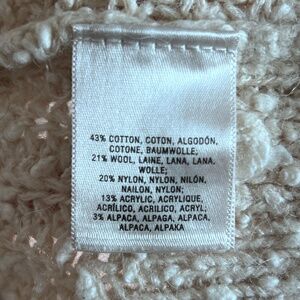 43% COTTON, COTON, ALGODÓN,
COTONE, BAUMWOLLE;
21% WOOL, LAINE, LANA, LANA,
WOLLE;
20% NYLON, NYLON, NILÓN,
NAILON, NYLON;
13% ACRYLIC, ACRYLIQUE,
ACRÍLICO, ACRILICO, ACRYL;
3% ALPACA, ALPAGA, ALPACA,
ALPACA, ALPAKA